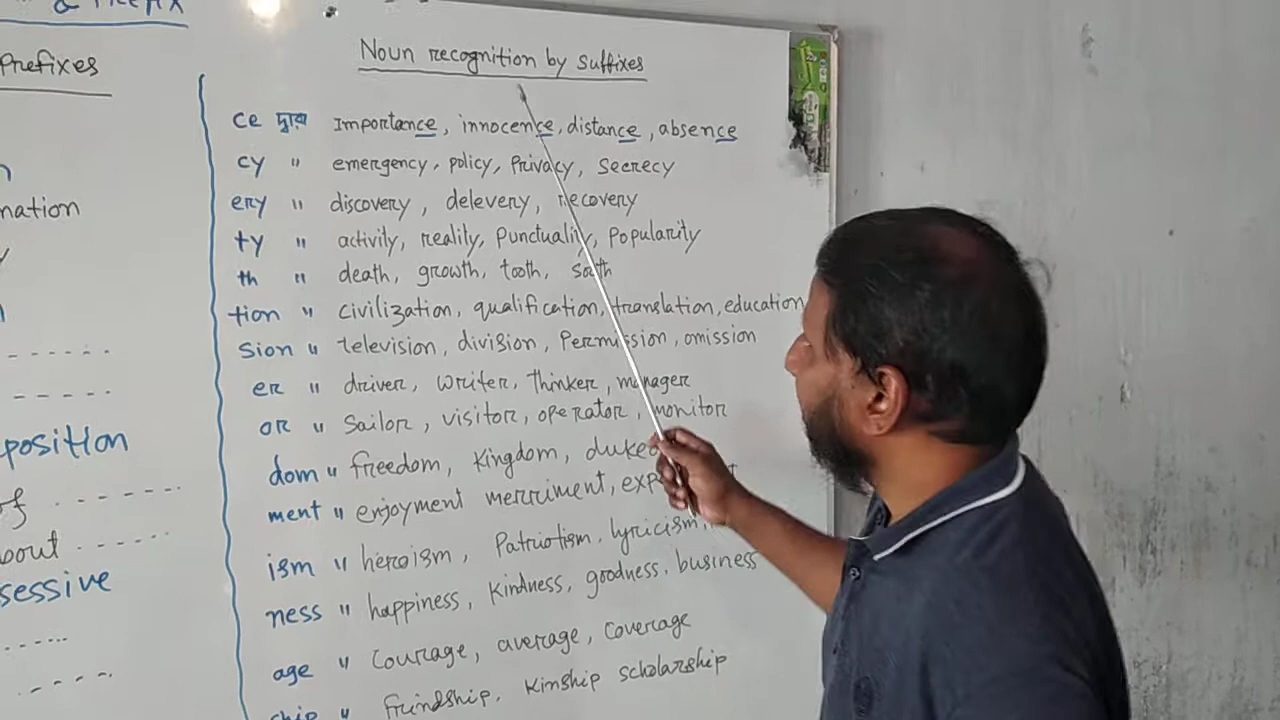 Prefixes
nation
position
of
bout
sessive
Noun recognition by suffixes
ce দ্বারা Importance, innocence, distance, absence
cy " emergency, policy, Privacy, Secrecy
ery " discovery, delevery, recovery
ty " activity, reality, Punctuality, Popularity
th " death, growth, tooth,
tion " civilization, qualification, translation, education
Sion " television, division, Permission, omission
er " driver, writer, thinker, manager
or " Sailor, visitor, operator, monitor
dom " freedom, kingdom,
ment " enjoyment merriment,
ism " heroism, Patriotism, lyricism
ness " happiness, kindness, goodness, business
age " Courage, average, Coverage
ship " friendship, kinship scholarship